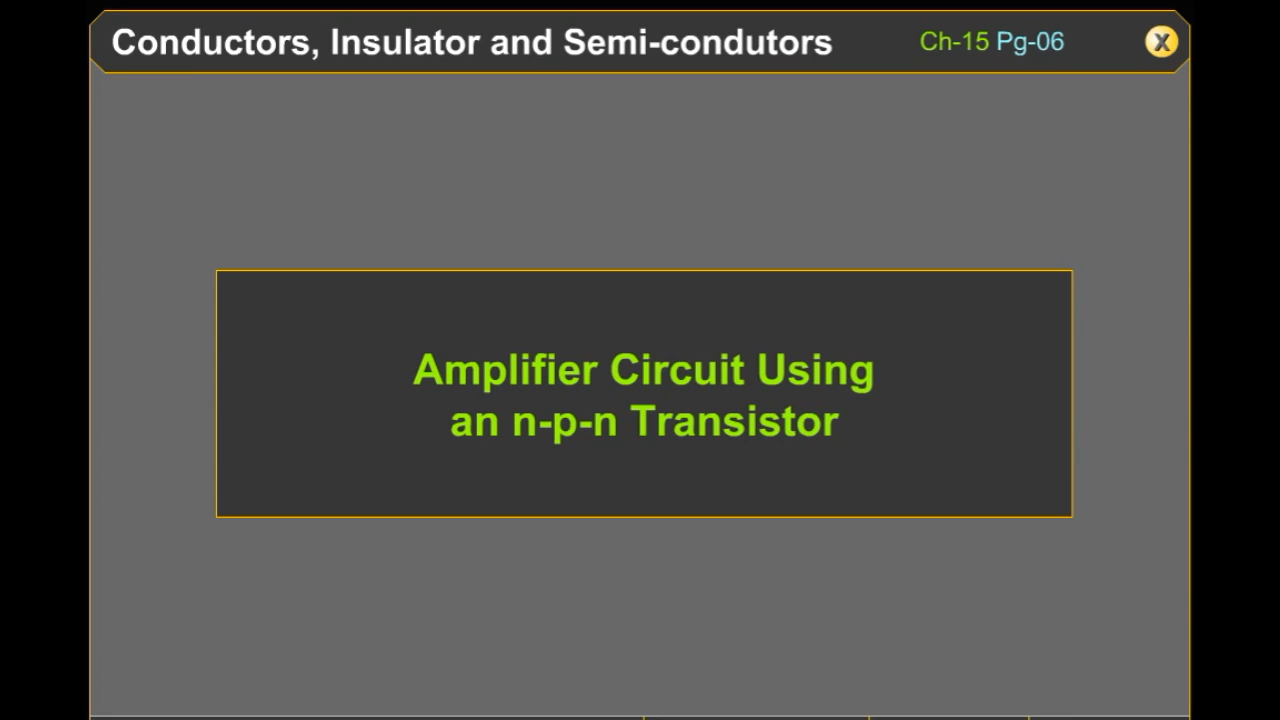 Conductors, Insulator and Semi-condutors Ch-15 Pg-06 X
Amplifier Circuit Using
an n-p-n Transistor